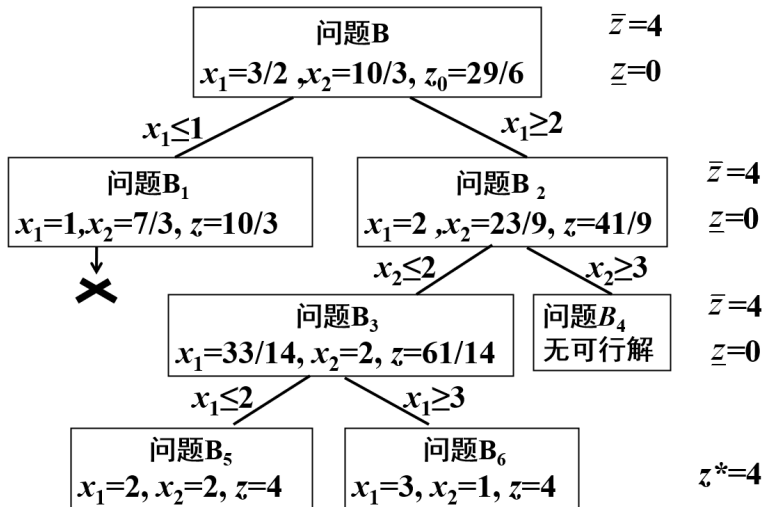 问题B
x₁=3/2 ,x₂=10/3, z₀=29/6
z̅=4
z̲=0
x₁≤1
x₁≥2
问题B₁
x₁=1,x₂=7/3, z=10/3
问题B ₂
x₁=2 ,x₂=23/9, z=41/9
z̅=4
z̲=0
x₂≤2
x₂≥3
问题B₃
x₁=33/14, x₂=2, z=61/14
问题B₄
无可行解
z̅=4
z̲=0
x₁≤2
x₁≥3
问题B₅
x₁=2, x₂=2, z=4
问题B₆
x₁=3, x₂=1, z=4
z*=4